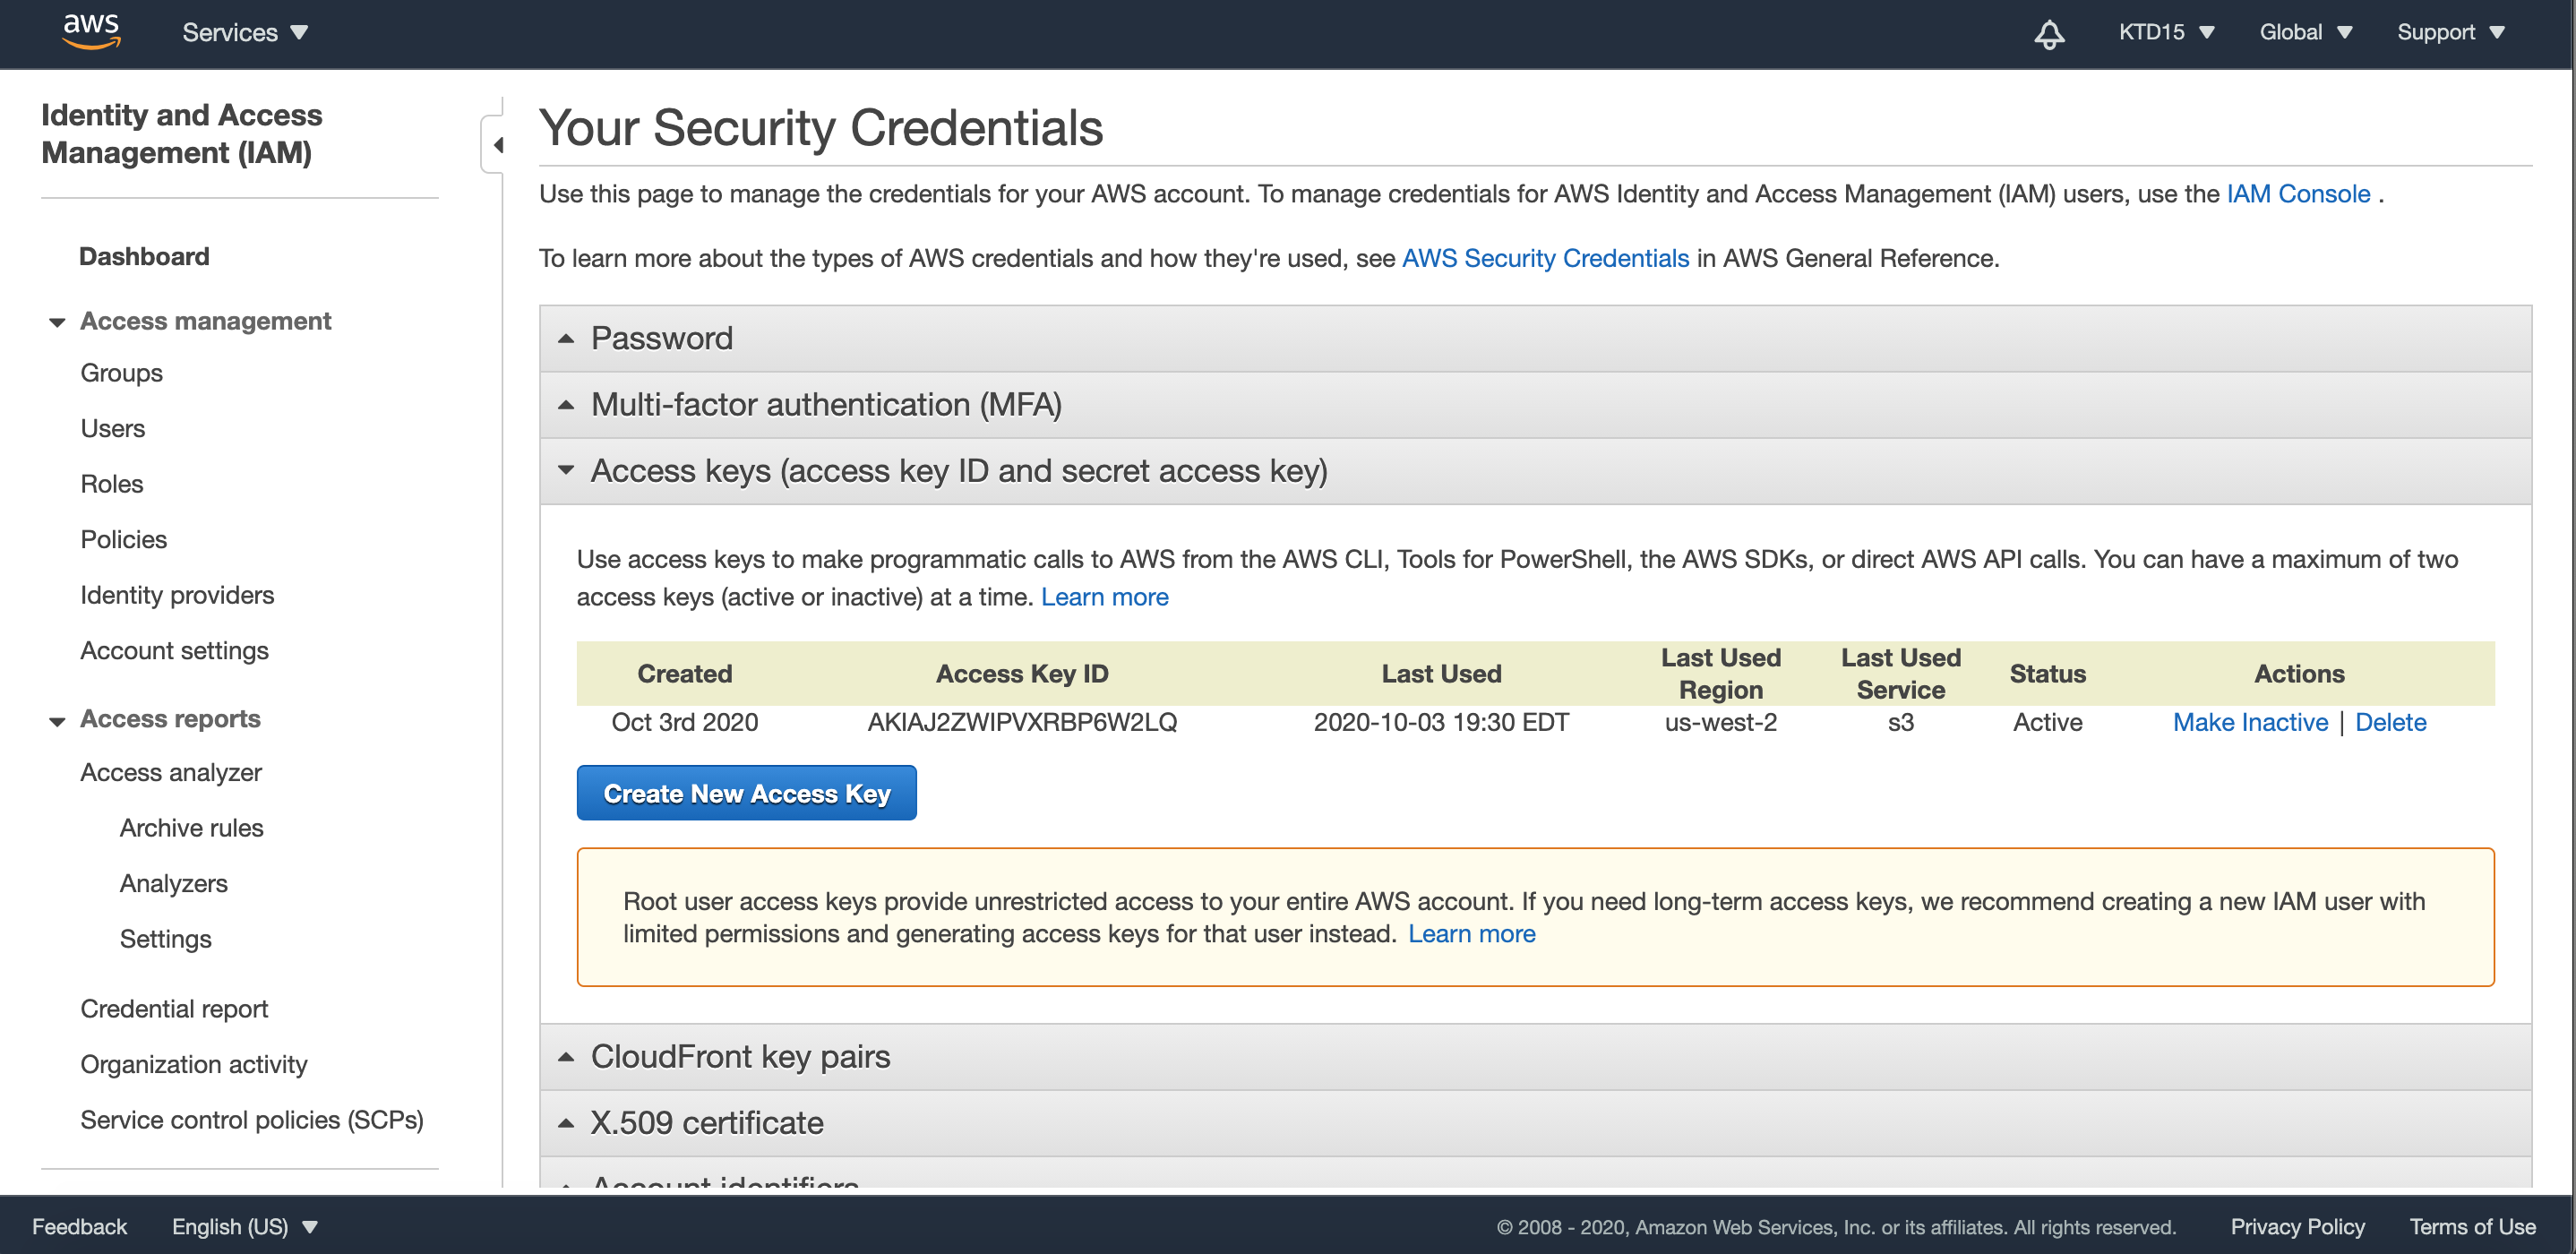 aws
Services
KTD15
Global
Support
Identity and Access
Management (IAM)
Dashboard
Access management
Groups
Users
Roles
Policies
Identity providers
Account settings
Access reports
Access analyzer
Archive rules
Analyzers
Settings
Credential report
Organization activity
Service control policies (SCPs)
Your Security Credentials
Use this page to manage the credentials for your AWS account. To manage credentials for AWS Identity and Access Management (IAM) users, use the IAM Console .
To learn more about the types of AWS credentials and how they're used, see AWS Security Credentials in AWS General Reference.
Password
Multi-factor authentication (MFA)
Access keys (access key ID and secret access key)
Use access keys to make programmatic calls to AWS from the AWS CLI, Tools for PowerShell, the AWS SDKs, or direct AWS API calls. You can have a maximum of two
access keys (active or inactive) at a time. Learn more
Created Access Key ID Last Used Last Used Region Last Used Service Status Actions
Oct 3rd 2020 AKIAJ2ZWIPVXRBP6W2LQ 2020-10-03 19:30 EDT us-west-2 s3 Active Make Inactive | Delete
Create New Access Key
Root user access keys provide unrestricted access to your entire AWS account. If you need long-term access keys, we recommend creating a new IAM user with
limited permissions and generating access keys for that user instead. Learn more
CloudFront key pairs
X.509 certificate
Account identifiers
Feedback
English (US)
© 2008 - 2020, Amazon Web Services, Inc. or its affiliates. All rights reserved.
Privacy Policy
Terms of Use